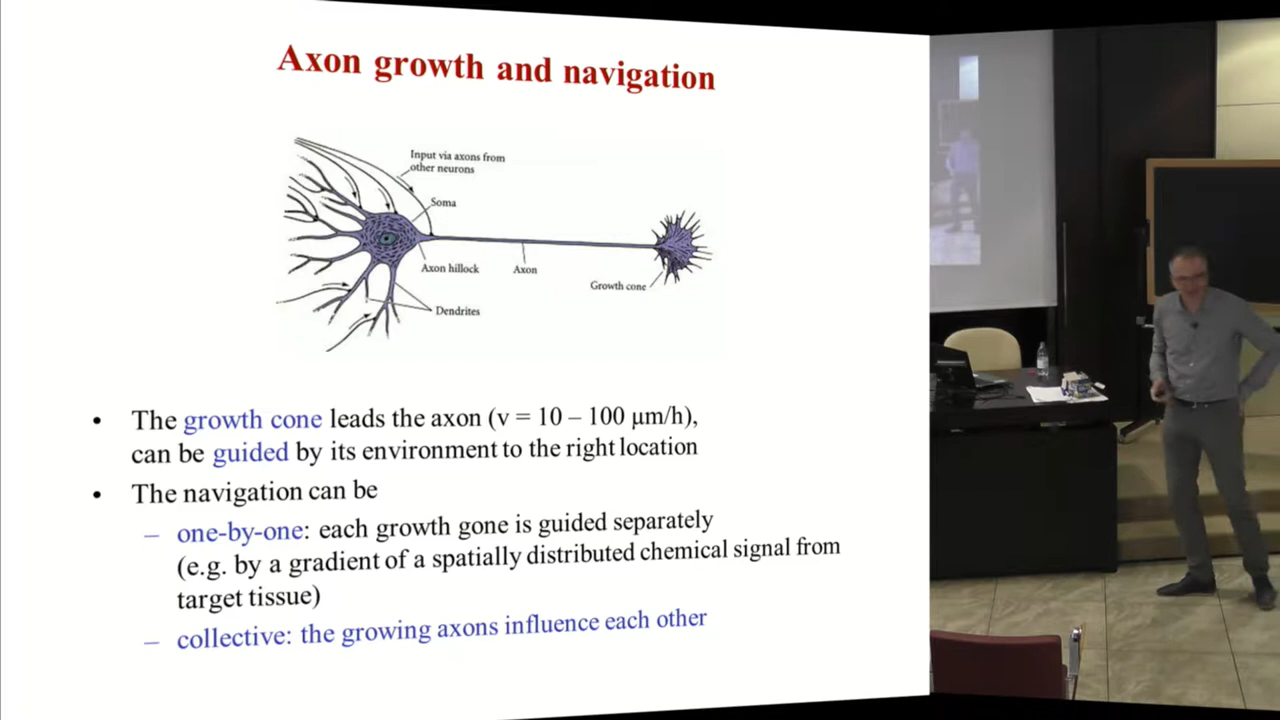 Axon growth and navigation
Input via axons from
other neurons
Soma
Axon hillock
Axon
Growth cone
Dendrites
• The growth cone leads the axon (v = 10 – 100 μm/h),
can be guided by its environment to the right location
• The navigation can be
– one-by-one: each growth gone is guided separately
(e.g. by a gradient of a spatially distributed chemical signal from
target tissue)
– collective: the growing axons influence each other